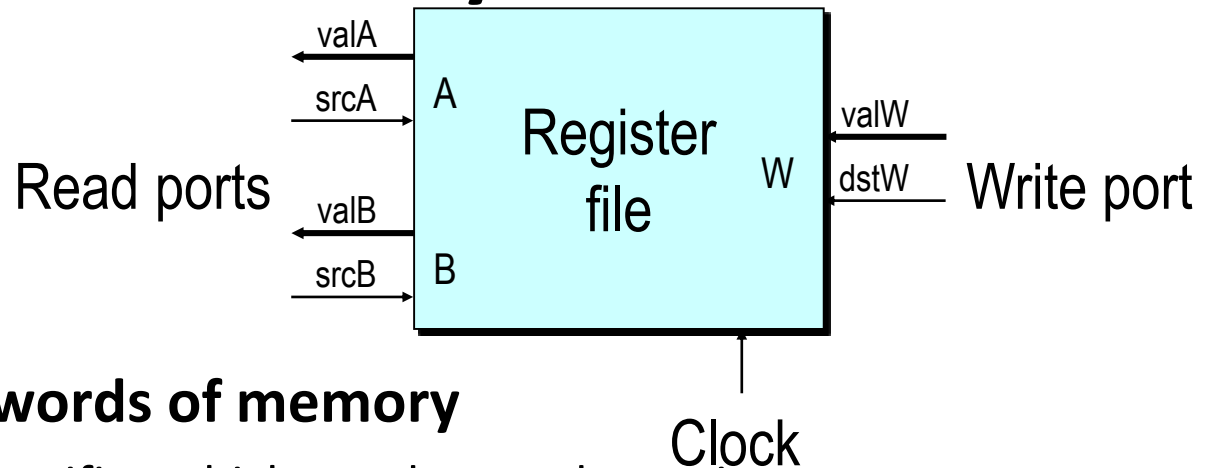 valA
srcA
A
Register
file
valW
W
dstW
Read ports
Write port
valB
srcB
B
words of memory
Clock